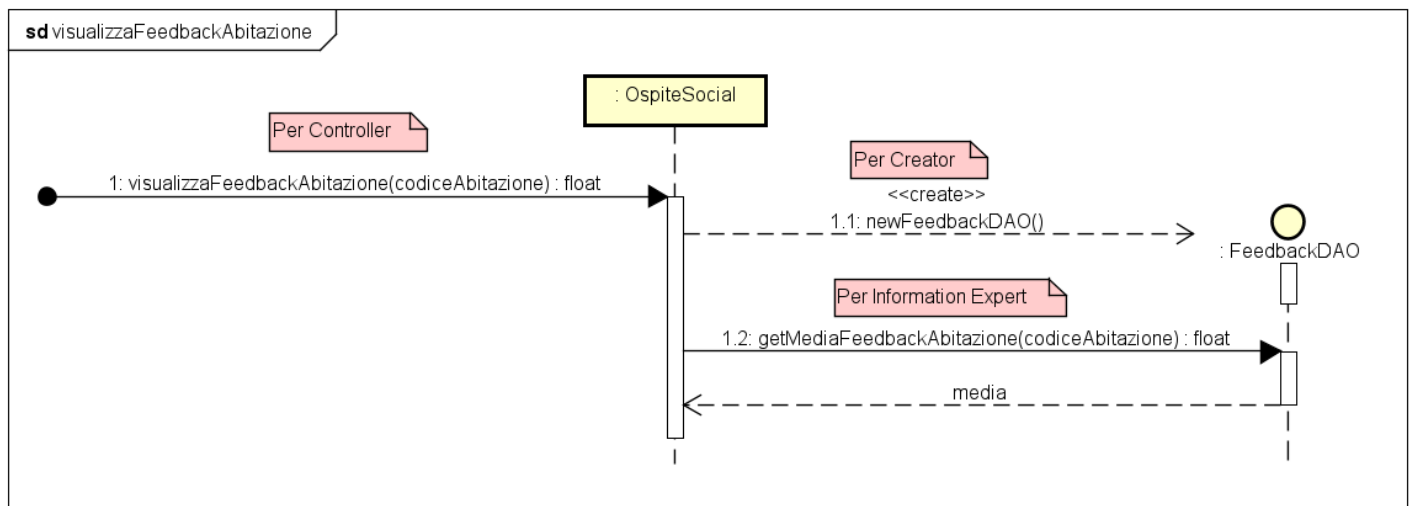 sd visualizzaFeedbackAbitazione
: OspiteSocial
Per Controller
Per Creator
1: visualizzaFeedbackAbitazione(codiceAbitazione) : float
<<create>>
1.1: newFeedbackDAO()
: FeedbackDAO
Per Information Expert
1.2: getMediaFeedbackAbitazione(codiceAbitazione) : float
media